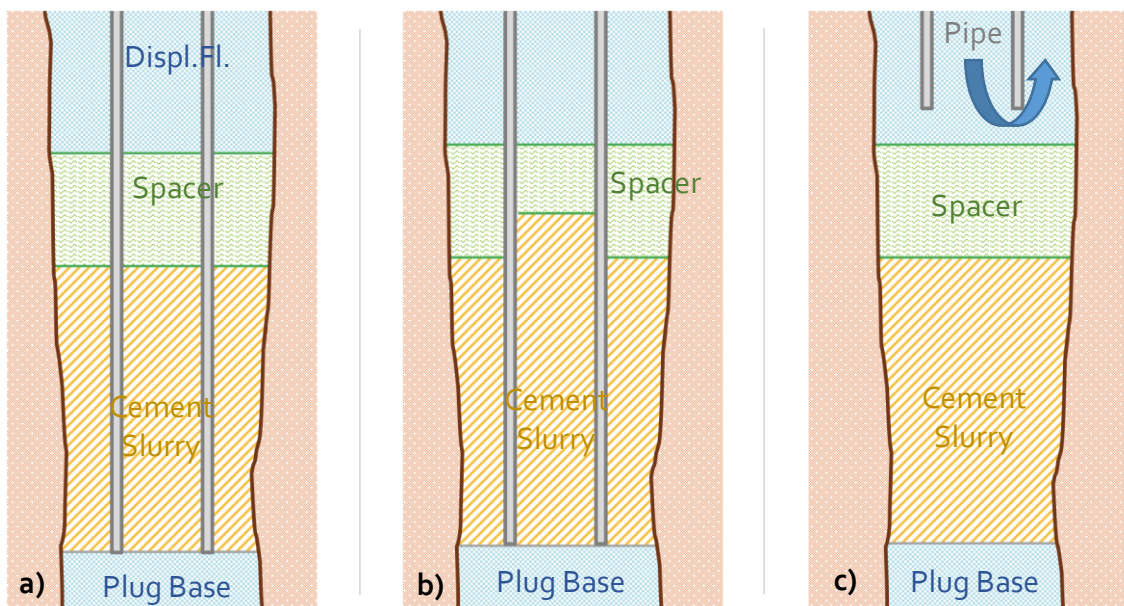 Displ.Fl.
Spacer
Cement
Slurry
Plug Base
a)
Spacer
Cement
Slurry
Plug Base
b)
Pipe
Spacer
Cement
Slurry
Plug Base
c)